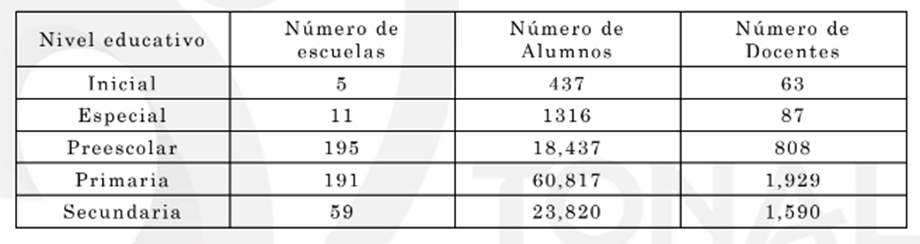 Nivel educativo Número de escuelas Número de Alumnos Número de Docentes
Inicial 5 437 63
Especial 11 1316 87
Preescolar 195 18,437 808
Primaria 191 60,817 1,929
Secundaria 59 23,820 1,590